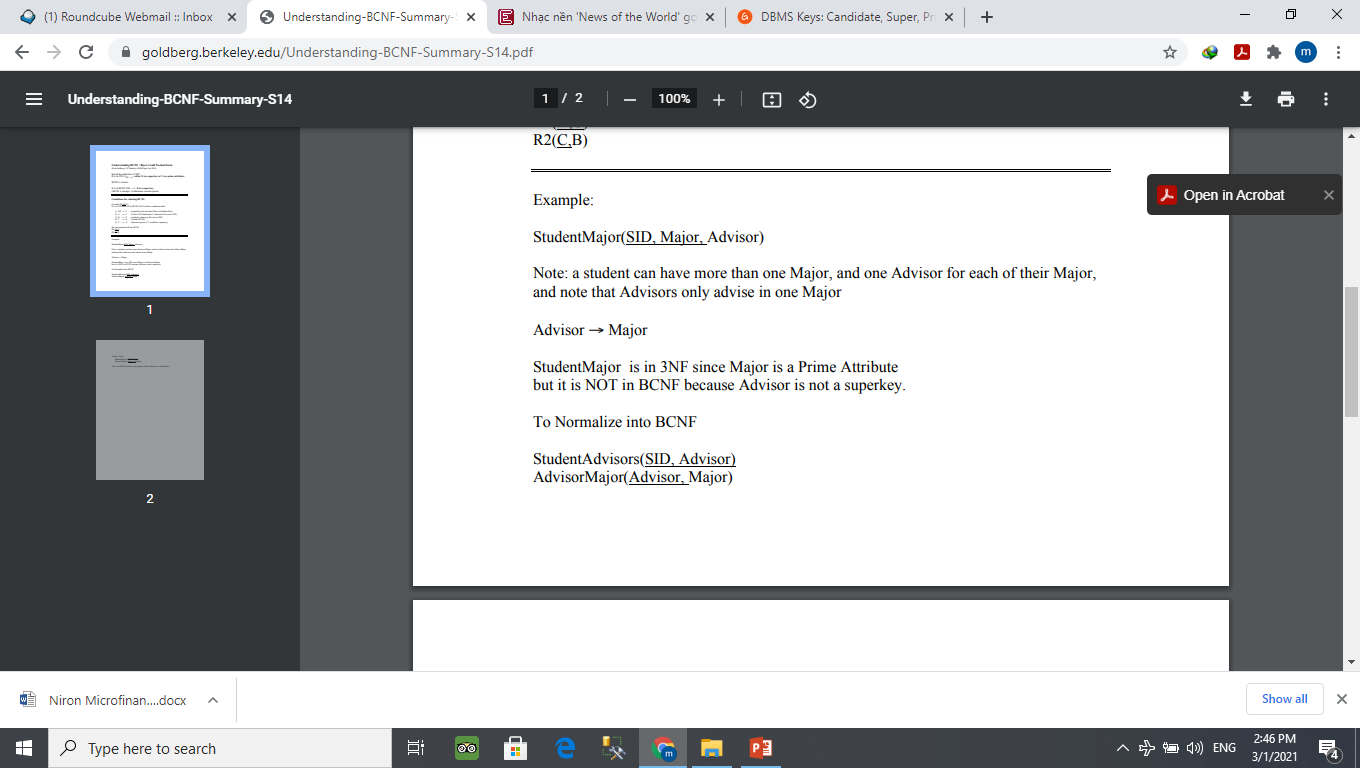 (1) Roundcube Webmail :: Inbox
Understanding-BCNF-Summary-
Nhạc nền 'News of the World' gợ
DBMS Keys: Candidate, Super, Pr
goldberg.berkeley.edu/Understanding-BCNF-Summary-S14.pdf
m
Understanding-BCNF-Summary-S14
1 / 2
100%
R2(C,B)
Open in Acrobat
Example:
StudentMajor(SID, Major, Advisor)
Note: a student can have more than one Major, and one Advisor for each of their Major,
and note that Advisors only advise in one Major
Advisor → Major
StudentMajor is in 3NF since Major is a Prime Attribute
but it is NOT in BCNF because Advisor is not a superkey.
To Normalize into BCNF
StudentAdvisors(SID, Advisor)
AdvisorMajor(Advisor, Major)
1
2
Niron Microfinan....docx
Show all
Type here to search
m
ENG
2:46 PM
3/1/2021
4